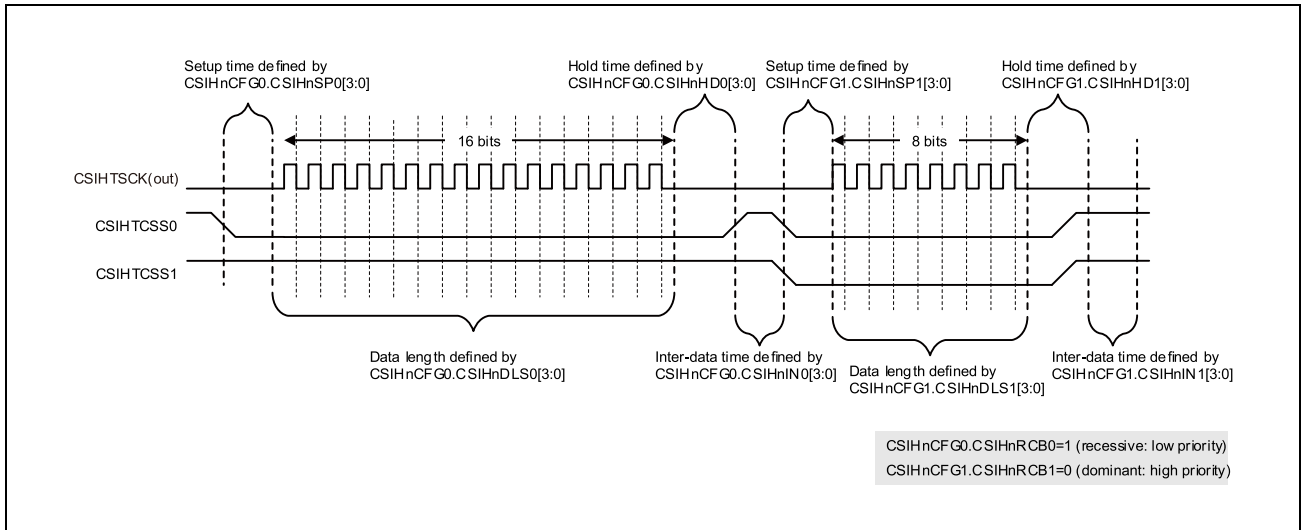 Setup time defined by
CSIHnCFG0.CSIHnSP0[3:0]
Hold time defined by
CSIHnCFG0.CSIHnHD0[3:0]
Setup time defined by
CSIHnCFG1.CSIHnSP1[3:0]
Hold time defined by
CSIHnCFG1.CSIHnHD1[3:0]
16 bits
8 bits
CSIHTSCK(out)
CSIHTCSS0
CSIHTCSS1
Data length defined by
CSIHnCFG0.CSIHnDLS0[3:0]
Inter-data time defined by
CSIHnCFG0.CSIHnIN0[3:0]
Data length defined by
CSIHnCFG1.CSIHnDLS1[3:0]
Inter-data time defined by
CSIHnCFG1.CSIHnIN1[3:0]
CSIHnCFG0.CSIHnRCB0=1 (recessive: low priority)
CSIHnCFG1.CSIHnRCB1=0 (dominant: high priority)